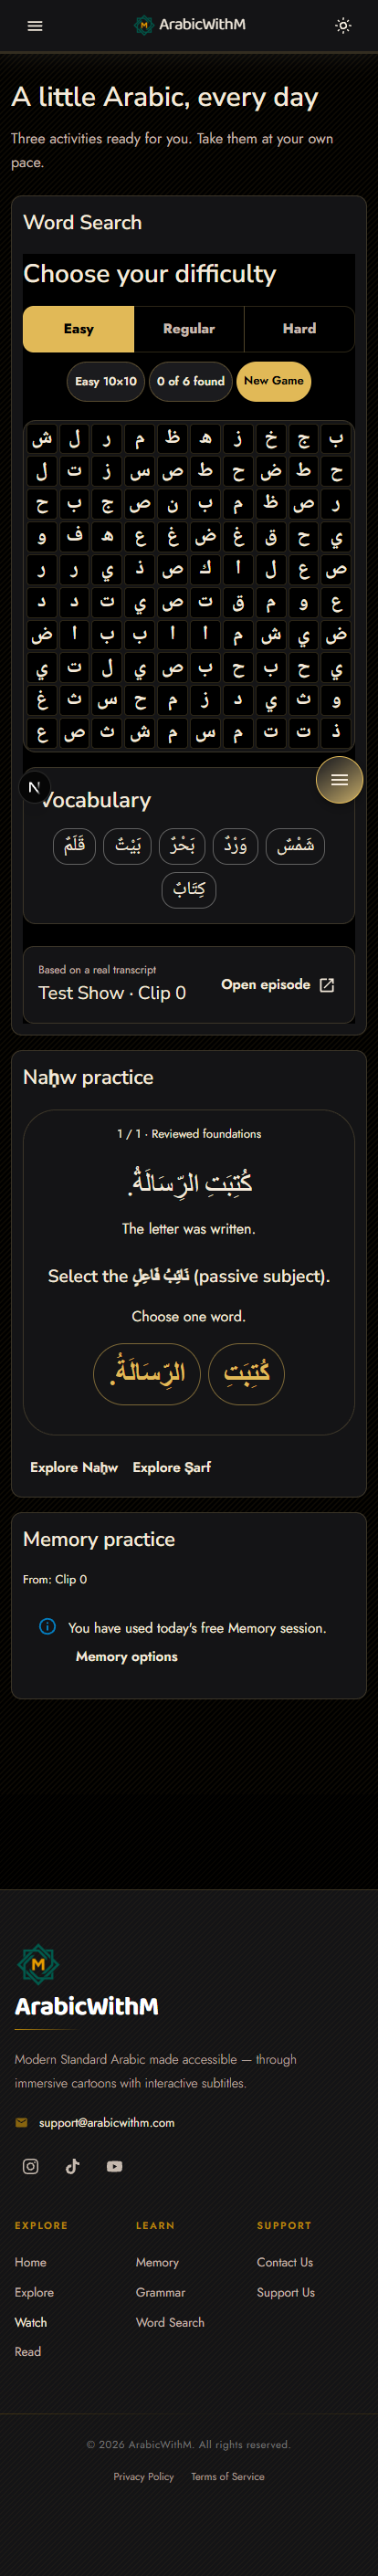 ArabicWithM
A little Arabic, every day
Three activities ready for you. Take them at your own
pace.
Word Search
Choose your difficulty
Easy Regular Hard
Easy 10×10 0 of 6 found New Game
ب ج خ ز ه ظ م ر ل ش
ح ط ض ح ط ص س ز ت ل
ر ص ظ م ب ن ص ج ب ح
ي ح ق غ ض غ ع ه ف و
ص ع ل ا ك ص ذ ي ر ر
ع و م ق ت ص ي ت د د
ض ي ش م ا ا ب ب ا ض
ي ح ب ح ب ص ي ل ت ي
و ث ي د ز م ح س ث غ
ذ ت ت م س م ش ث ص ع
N
Vocabulary
شَمْسٌ وَرْدٌ بَحْرٌ بَيْتٌ قَلَمٌ
كِتَابٌ
Based on a real transcript
Test Show · Clip 0
Open episode
Naḥw practice
1 / 1 · Reviewed foundations
كُتِبَتِ الرِّسَالَةُ.
The letter was written.
Select the نَائِبُ فَاعِلٍ (passive subject).
Choose one word.
كُتِبَتِ الرِّسَالَةُ.
Explore Naḥw Explore Ṣarf
Memory practice
From: Clip 0
You have used today's free Memory session.
Memory options
M
ArabicWithM
Modern Standard Arabic made accessible — through
immersive cartoons with interactive subtitles.
support@arabicwithm.com
EXPLORE LEARN SUPPORT
Home Memory Contact Us
Explore Grammar Support Us
Watch Word Search
Read
© 2026 ArabicWithM. All rights reserved.
Privacy Policy Terms of Service